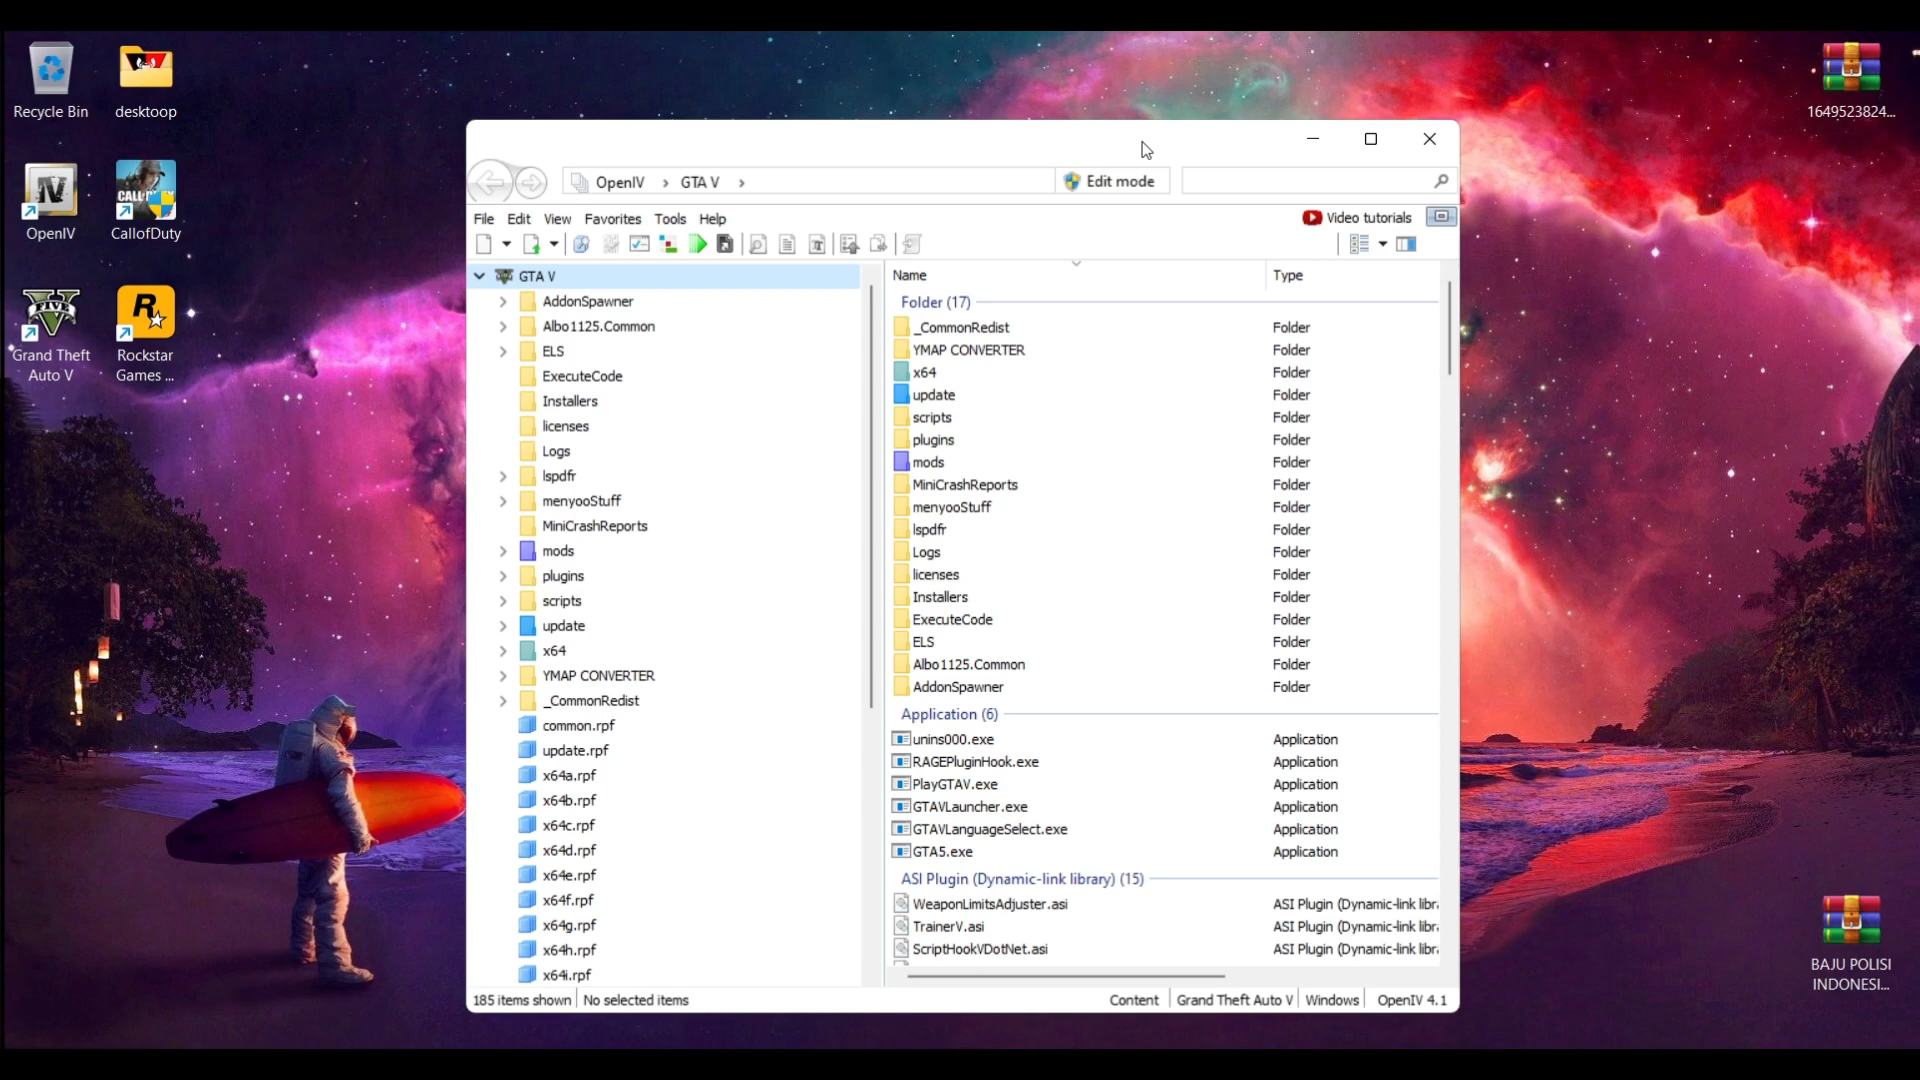 Recycle Bin
desktoop
OpenIV
CallofDuty
CALL OF DUTY
Grand Theft
Auto V
FIVE
Rockstar
Games ...
1649523824...
BAJU POLISI
INDONESI...
OpenIV
GTA V
Edit mode
File Edit View Favorites Tools Help
Video tutorials
GTA V
AddonSpawner
Albo1125.Common
ELS
ExecuteCode
Installers
licenses
Logs
lspdfr
menyooStuff
MiniCrashReports
mods
plugins
scripts
update
x64
YMAP CONVERTER
_CommonRedist
common.rpf
update.rpf
x64a.rpf
x64b.rpf
x64c.rpf
x64d.rpf
x64e.rpf
x64f.rpf
x64g.rpf
x64h.rpf
x64i.rpf
Name Type
Folder (17)
_CommonRedist Folder
YMAP CONVERTER Folder
x64 Folder
update Folder
scripts Folder
plugins Folder
mods Folder
MiniCrashReports Folder
menyooStuff Folder
lspdfr Folder
Logs Folder
licenses Folder
Installers Folder
ExecuteCode Folder
ELS Folder
Albo1125.Common Folder
AddonSpawner Folder
Application (6)
unins000.exe Application
RAGEPluginHook.exe Application
PlayGTAV.exe Application
GTAVLauncher.exe Application
GTAVLanguageSelect.exe Application
GTA5.exe Application
ASI Plugin (Dynamic-link library) (15)
WeaponLimitsAdjuster.asi ASI Plugin (Dynamic-link libr
TrainerV.asi ASI Plugin (Dynamic-link libr
ScriptHookVDotNet.asi ASI Plugin (Dynamic-link libr
185 items shown No selected items
Content Grand Theft Auto V Windows OpenIV 4.1